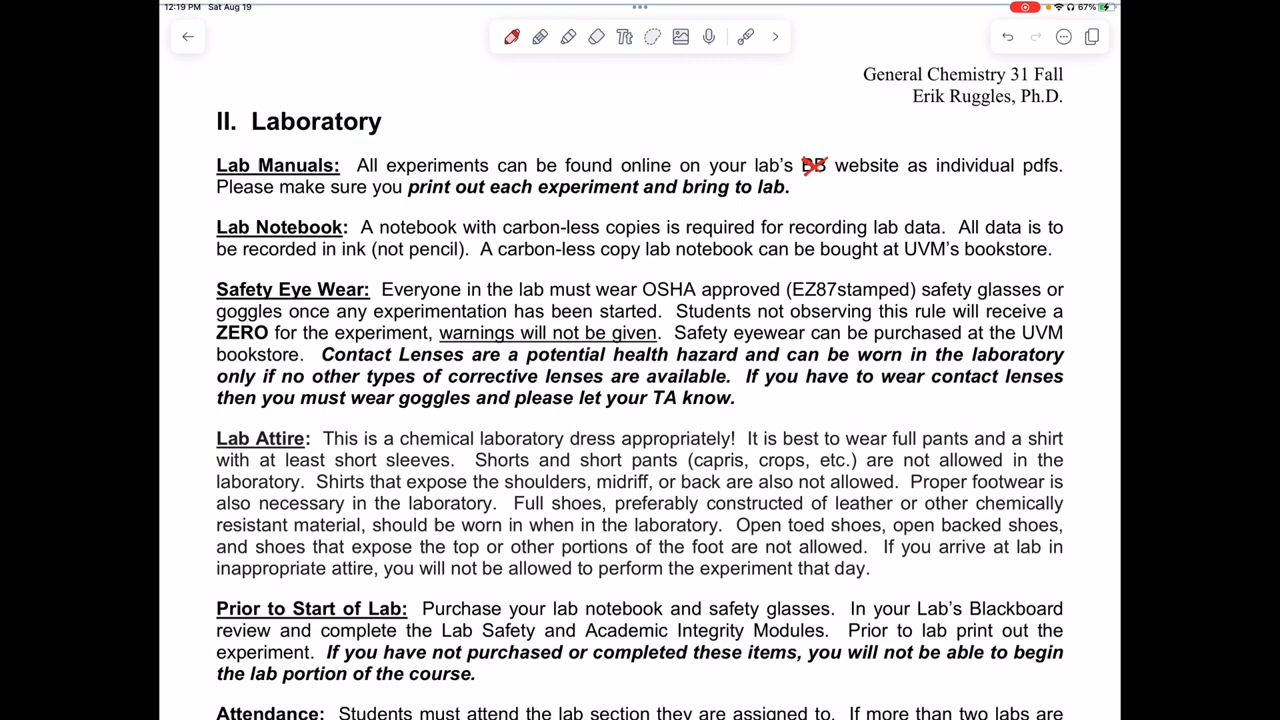 12:19 PM Sat Aug 19
67%
General Chemistry 31 Fall
Erik Ruggles, Ph.D.
II. Laboratory
Lab Manuals: All experiments can be found online on your lab's BB website as individual pdfs.
Please make sure you print out each experiment and bring to lab.
Lab Notebook: A notebook with carbon-less copies is required for recording lab data. All data is to
be recorded in ink (not pencil). A carbon-less copy lab notebook can be bought at UVM's bookstore.
Safety Eye Wear: Everyone in the lab must wear OSHA approved (EZ87stamped) safety glasses or
goggles once any experimentation has been started. Students not observing this rule will receive a
ZERO for the experiment, warnings will not be given. Safety eyewear can be purchased at the UVM
bookstore. Contact Lenses are a potential health hazard and can be worn in the laboratory
only if no other types of corrective lenses are available. If you have to wear contact lenses
then you must wear goggles and please let your TA know.
Lab Attire: This is a chemical laboratory dress appropriately! It is best to wear full pants and a shirt
with at least short sleeves. Shorts and short pants (capris, crops, etc.) are not allowed in the
laboratory. Shirts that expose the shoulders, midriff, or back are also not allowed. Proper footwear is
also necessary in the laboratory. Full shoes, preferably constructed of leather or other chemically
resistant material, should be worn in when in the laboratory. Open toed shoes, open backed shoes,
and shoes that expose the top or other portions of the foot are not allowed. If you arrive at lab in
inappropriate attire, you will not be allowed to perform the experiment that day.
Prior to Start of Lab: Purchase your lab notebook and safety glasses. In your Lab's Blackboard
review and complete the Lab Safety and Academic Integrity Modules. Prior to lab print out the
experiment. If you have not purchased or completed these items, you will not be able to begin
the lab portion of the course.
Attendance: Students must attend the lab section they are assigned to. If more than two labs are